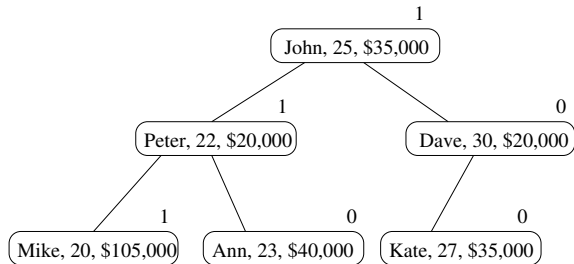 1
John, 25, $35,000
1
0
Peter, 22, $20,000
Dave, 30, $20,000
1
0
0
Mike, 20, $105,000
Ann, 23, $40,000
Kate, 27, $35,000